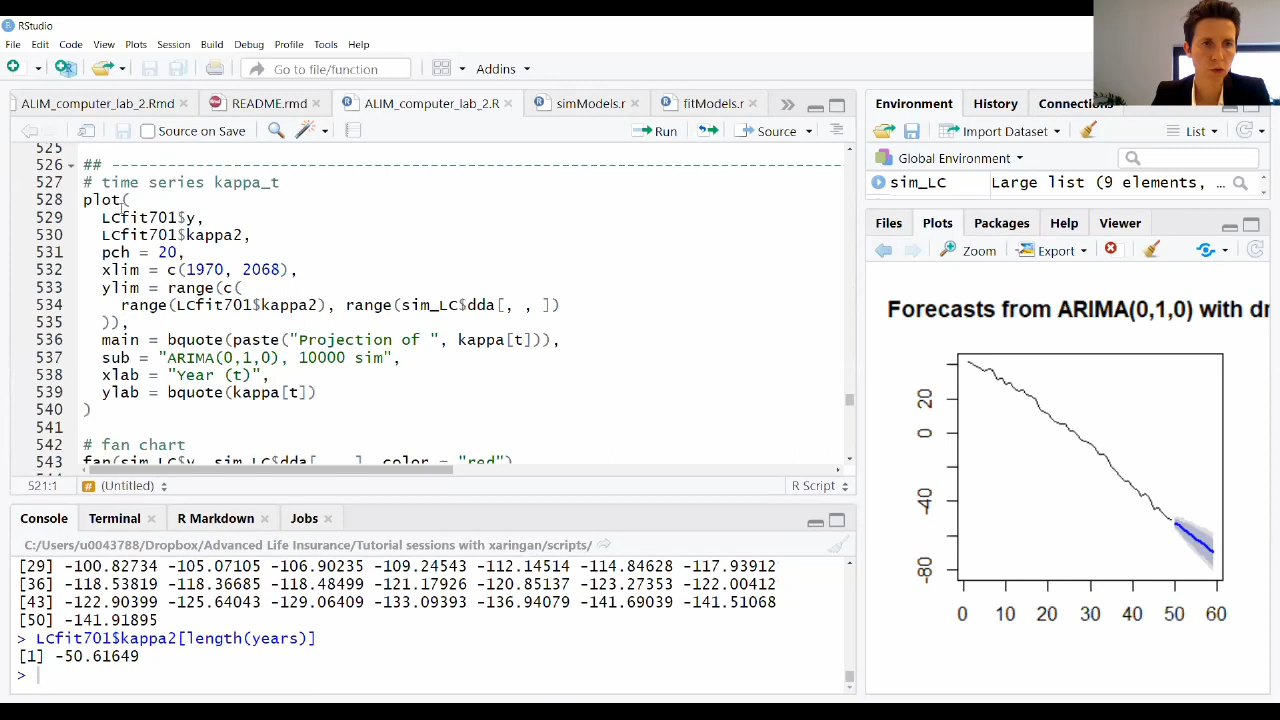 RStudio
File Edit Code View Plots Session Build Debug Profile Tools Help
Go to file/function Addins
ALIM_computer_lab_2.Rmd README.rmd ALIM_computer_lab_2.R simModels.r fitModels.r
Source on Save Run Source
525
526 ## ------------------------------------------------------------------------------
527 # time series kappa_t
528 plot(
529 LCfit701$y,
530 LCfit701$kappa2,
531 pch = 20,
532 xlim = c(1970, 2068),
533 ylim = range(c(
534 range(LCfit701$kappa2), range(sim_LC$dda[, , ])
535 )),
536 main = bquote(paste("Projection of ", kappa[t])),
537 sub = "ARIMA(0,1,0), 10000 sim",
538 xlab = "Year (t)",
539 ylab = bquote(kappa[t])
540 )
541
542 # fan chart
543 fan(sim_LC$y, sim_LC$dda[, , ], color = "red")
521:1 (Untitled) R Script
Console Terminal R Markdown Jobs
C:/Users/u0043788/Dropbox/Advanced Life Insurance/Tutorial sessions with xaringan/scripts/
[29] -100.82734 -105.07105 -106.90235 -109.24543 -112.14514 -114.84628 -117.93912
[36] -118.53819 -118.36685 -118.48499 -121.17926 -120.85137 -123.27353 -122.00412
[43] -122.90399 -125.64043 -129.06409 -133.09393 -136.94079 -141.69039 -141.51068
[50] -141.91895
> LCfit701$kappa2[length(years)]
[1] -50.61649
>
Environment History Connections
Import Dataset List
Global Environment
sim_LC Large list (9 elements, …
Files Plots Packages Help Viewer
Zoom Export
Forecasts from ARIMA(0,1,0) with dr
20
0
-40
-80
0 10 20 30 40 50 60